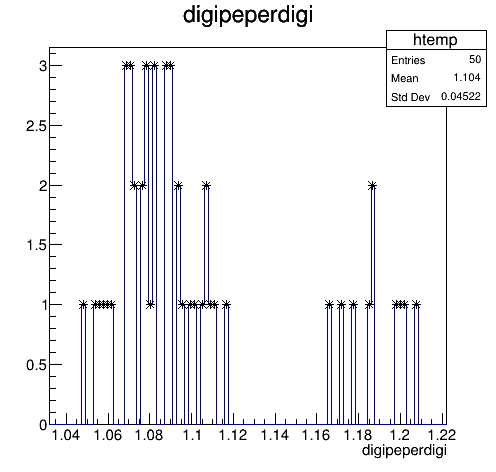 digipeperdigi
htemp
Entries 50
Mean 1.104
Std Dev 0.04522
3
2.5
2
1.5
1
0.5
0
1.04 1.06 1.08 1.1 1.12 1.14 1.16 1.18 1.2 1.22
digipeperdigi